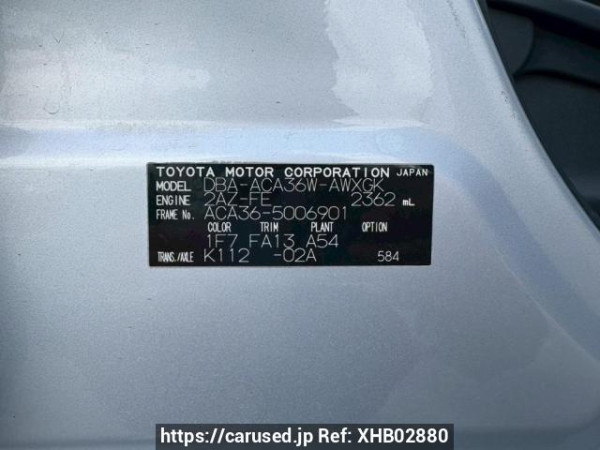 TOYOTA MOTOR CORPORATION JAPAN
MODEL DBA-ACA36W-AWXGK
ENGINE 2AZ-FE 2362 mL
FRAME No. ACA36-5006901
COLOR TRIM PLANT OPTION
1F7 FA13 A54
TRANS./AXLE K112 -02A 584
https://carused.jp Ref: XHB02880